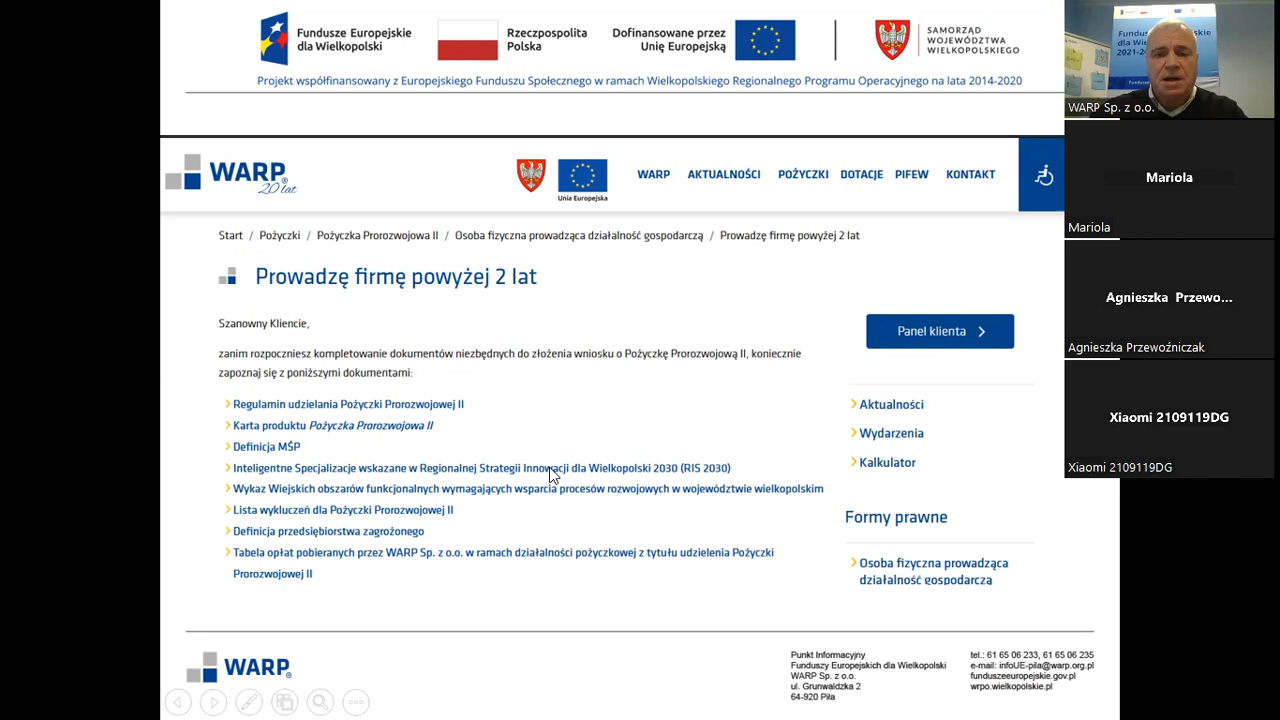 Fundusze Europejskie
dla Wielkopolski
Rzeczpospolita
Polska
Dofinansowane przez
Unię Europejską
SAMORZĄD
WOJEWÓDZTWA
WIELKOPOLSKIEGO
Projekt współfinansowany z Europejskiego Funduszu Społecznego w ramach Wielkopolskiego Regionalnego Programu Operacyjnego na lata 2014-2020
WARP
20 lat
Unia Europejska
WARP AKTUALNOŚCI POŻYCZKI DOTACJE PIFEW KONTAKT
Start / Pożyczki / Pożyczka Prorozwojowa II / Osoba fizyczna prowadząca działalność gospodarczą / Prowadzę firmę powyżej 2 lat
Prowadzę firmę powyżej 2 lat
Szanowny Kliencie,
zanim rozpoczniesz kompletowanie dokumentów niezbędnych do złożenia wniosku o Pożyczkę Prorozwojową II, koniecznie
zapoznaj się z poniższymi dokumentami:
Regulamin udzielania Pożyczki Prorozwojowej II
Karta produktu Pożyczka Prorozwojowa II
Definicja MŚP
Inteligentne Specjalizacje wskazane w Regionalnej Strategii Innowacji dla Wielkopolski 2030 (RIS 2030)
Wykaz Wiejskich obszarów funkcjonalnych wymagających wsparcia procesów rozwojowych w województwie wielkopolskim
Lista wykluczeń dla Pożyczki Prorozwojowej II
Definicja przedsiębiorstwa zagrożonego
Tabela opłat pobieranych przez WARP Sp. z o.o. w ramach działalności pożyczkowej z tytułu udzielenia Pożyczki
Prorozwojowej II
Panel klienta
Aktualności
Wydarzenia
Kalkulator
Formy prawne
Osoba fizyczna prowadząca
działalność gospodarczą
WARP
Punkt Informacyjny
Funduszy Europejskich dla Wielkopolski
WARP Sp. z o.o.
ul. Grunwaldzka 2
64-920 Piła
tel.: 61 65 06 233, 61 65 06 235
e-mail: infoUE-pila@warp.org.pl
funduszeeuropejskie.gov.pl
wrpo.wielkopolskie.pl
WARP Sp. z o.o.
Mariola
Mariola
Agnieszka Przewo...
Agnieszka Przewoźniczak
Xiaomi 2109119DG
Xiaomi 2109119DG